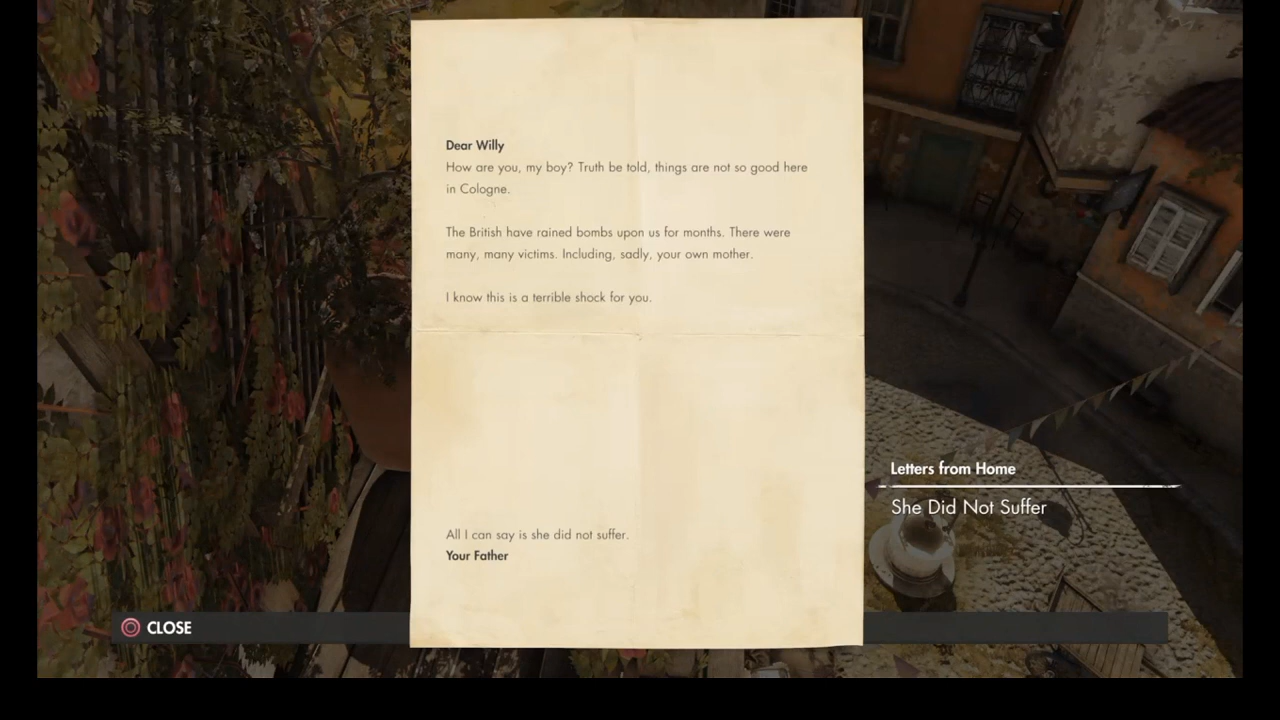 Dear Willy
How are you, my boy? Truth be told, things are not so good here
in Cologne.
The British have rained bombs upon us for months. There were
many, many victims. Including, sadly, your own mother.
I know this is a terrible shock for you.
All I can say is she did not suffer.
Your Father
Letters from Home
She Did Not Suffer
CLOSE